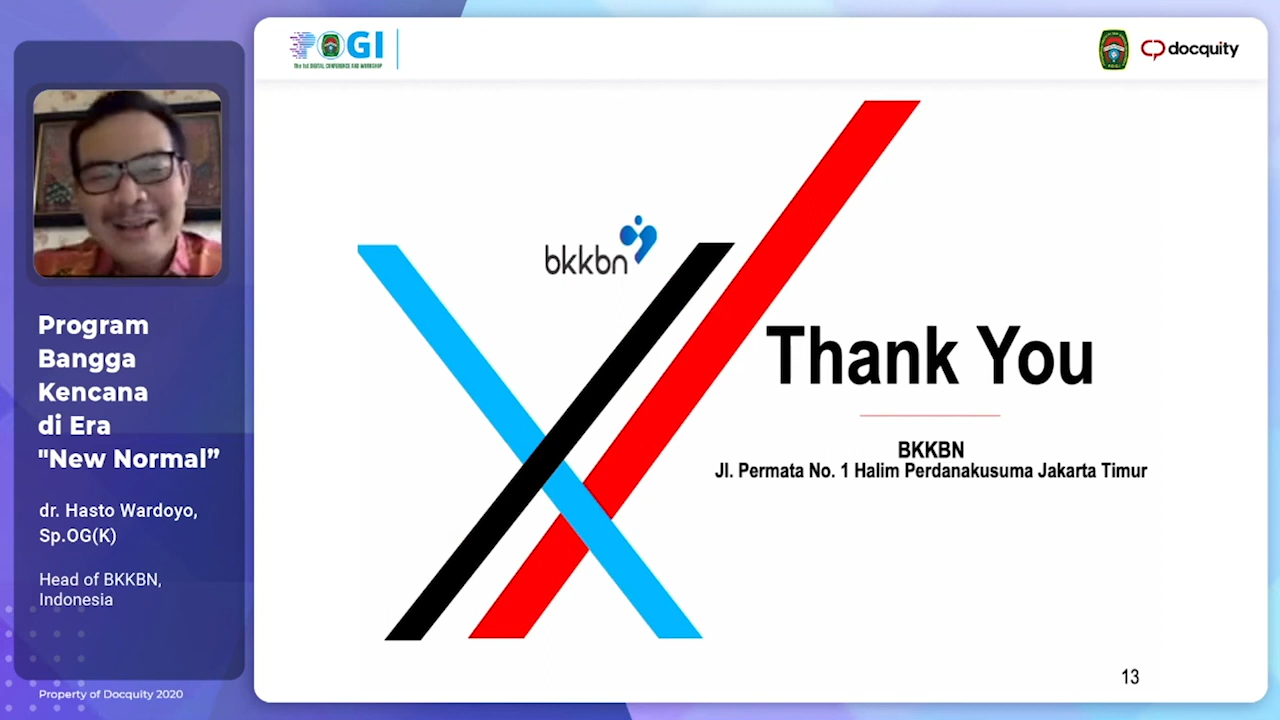 POGI
The 1st DIGITAL CONFERENCE AND WORKSHOP
docquity
Program
Bangga
Kencana
di Era
"New Normal”
dr. Hasto Wardoyo,
Sp.OG(K)
Head of BKKBN,
Indonesia
Property of Docquity 2020
bkkbn
Thank You
BKKBN
Jl. Permata No. 1 Halim Perdanakusuma Jakarta Timur
13